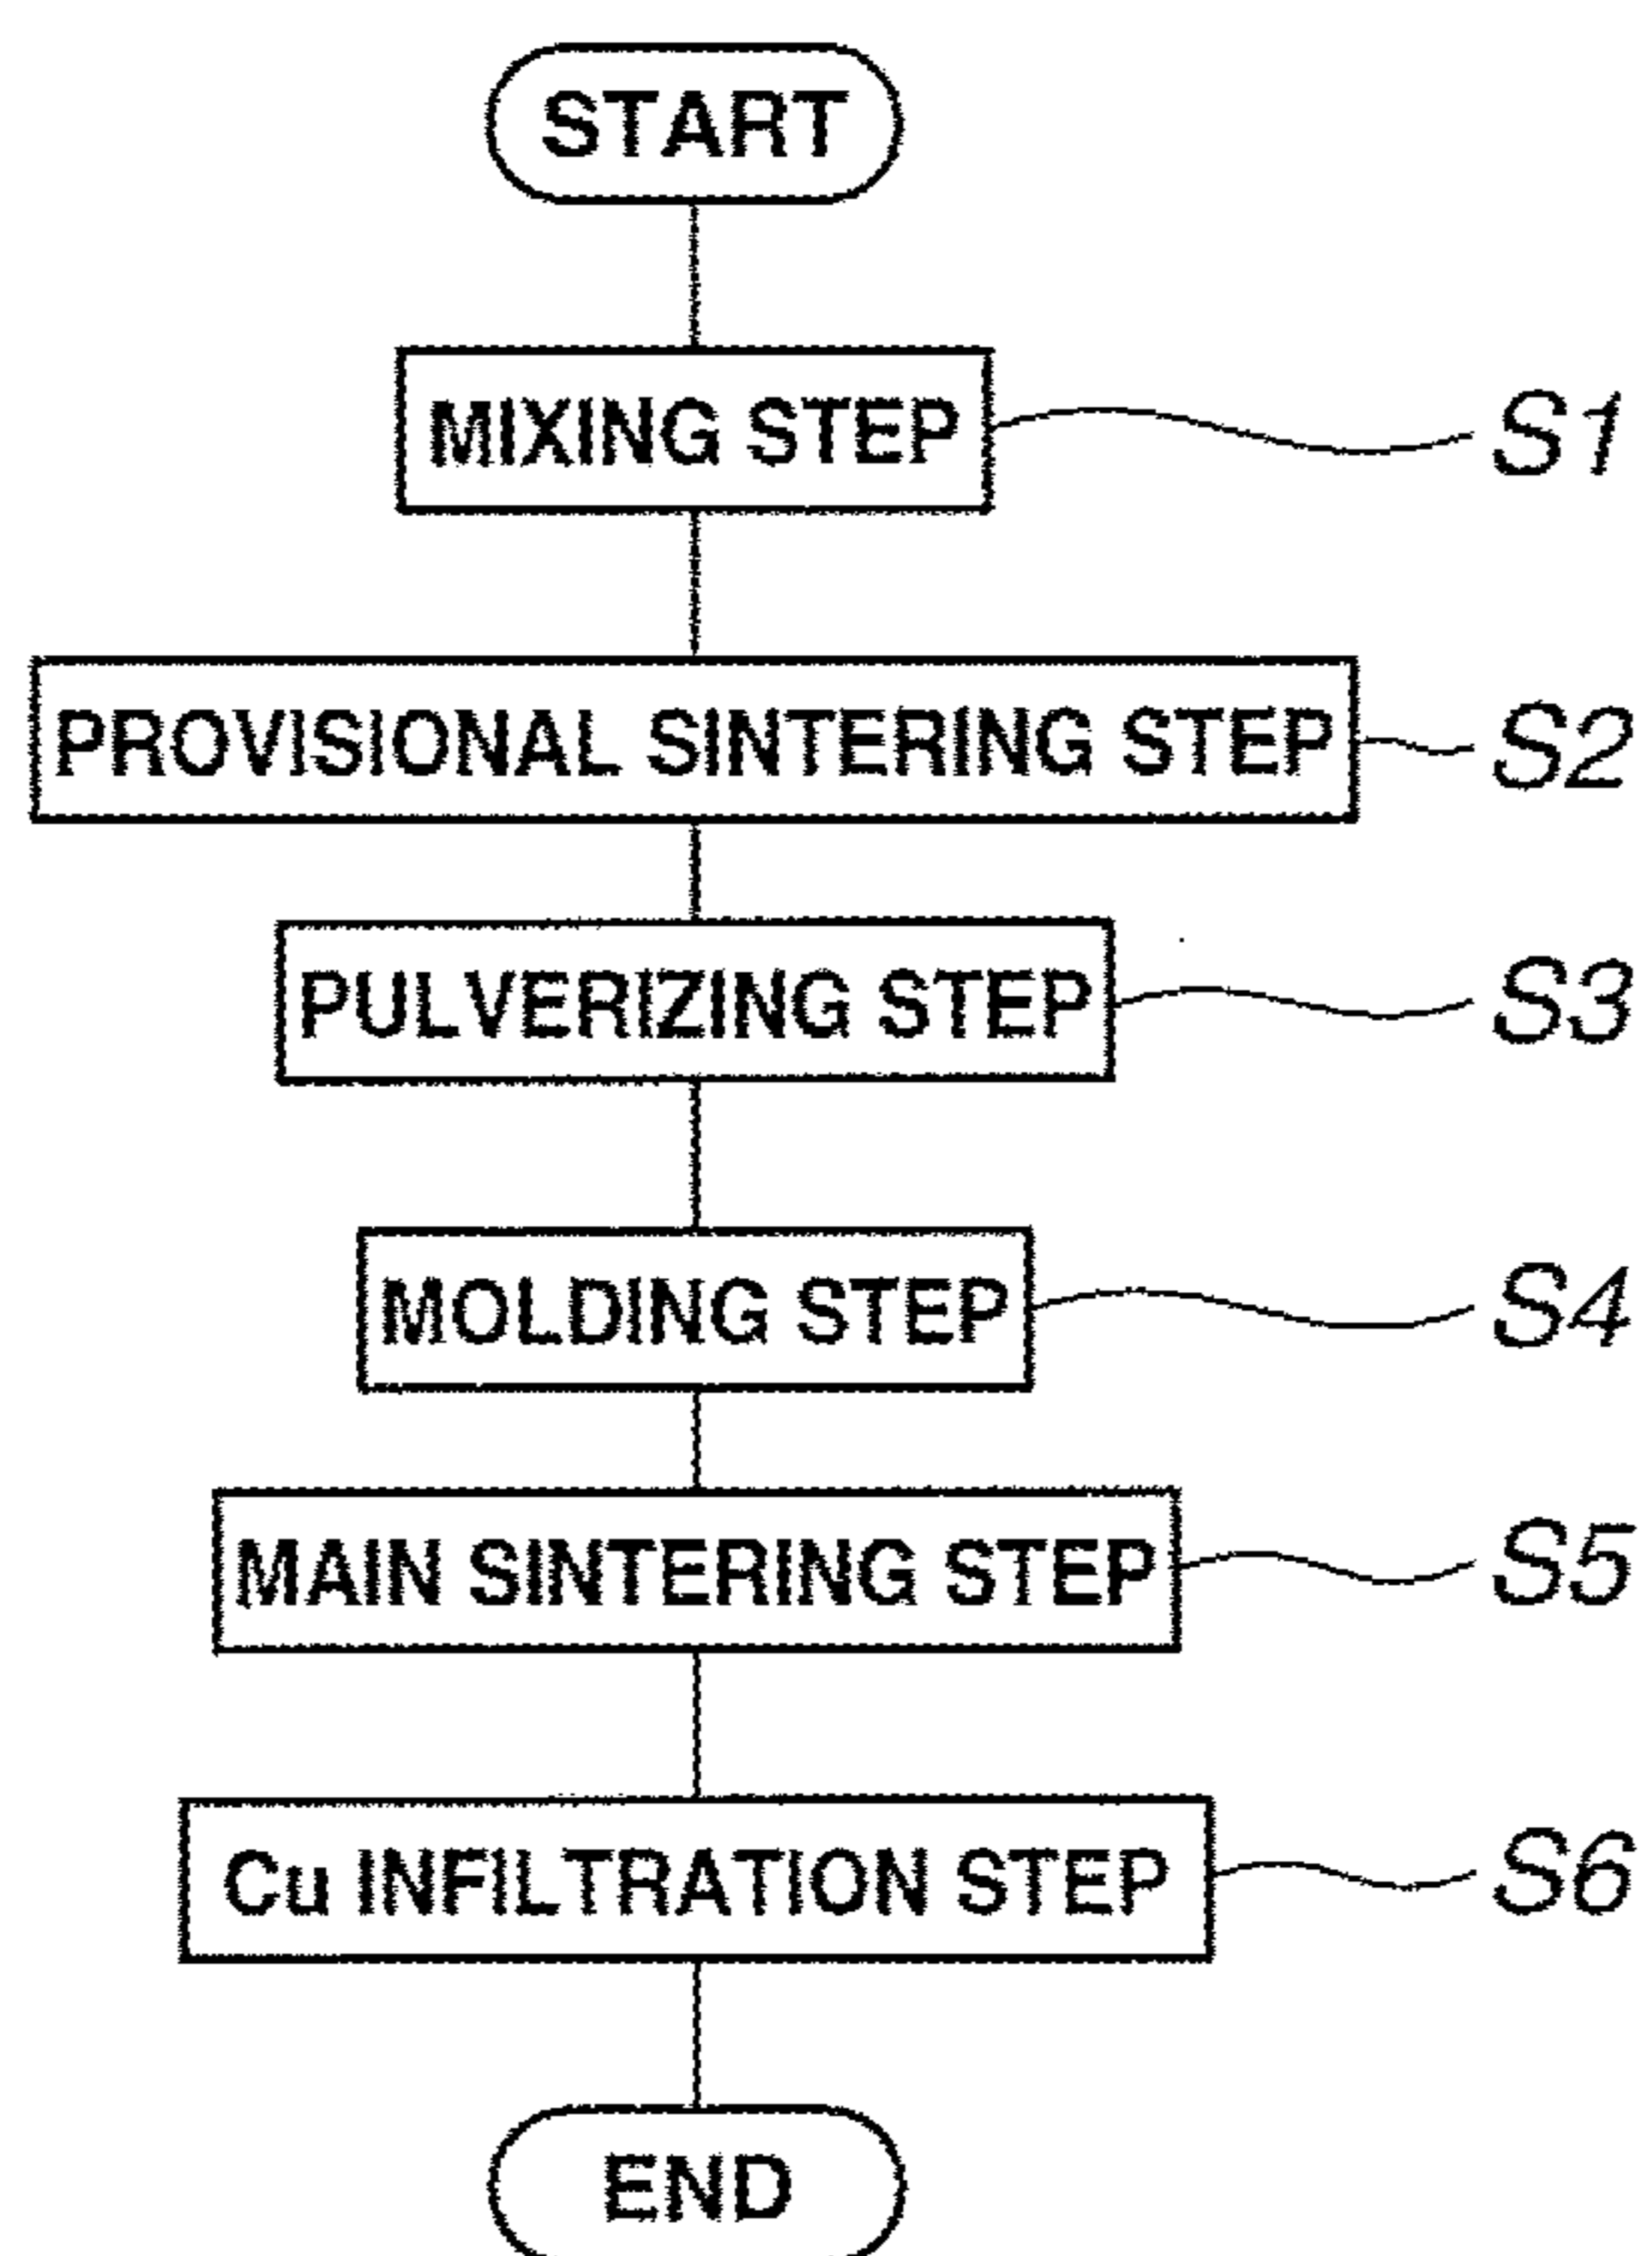 START
MIXING STEP S1
PROVISIONAL SINTERING STEP S2
PULVERIZING STEP S3
MOLDING STEP S4
MAIN SINTERING STEP S5
Cu INFILTRATION STEP S6
END